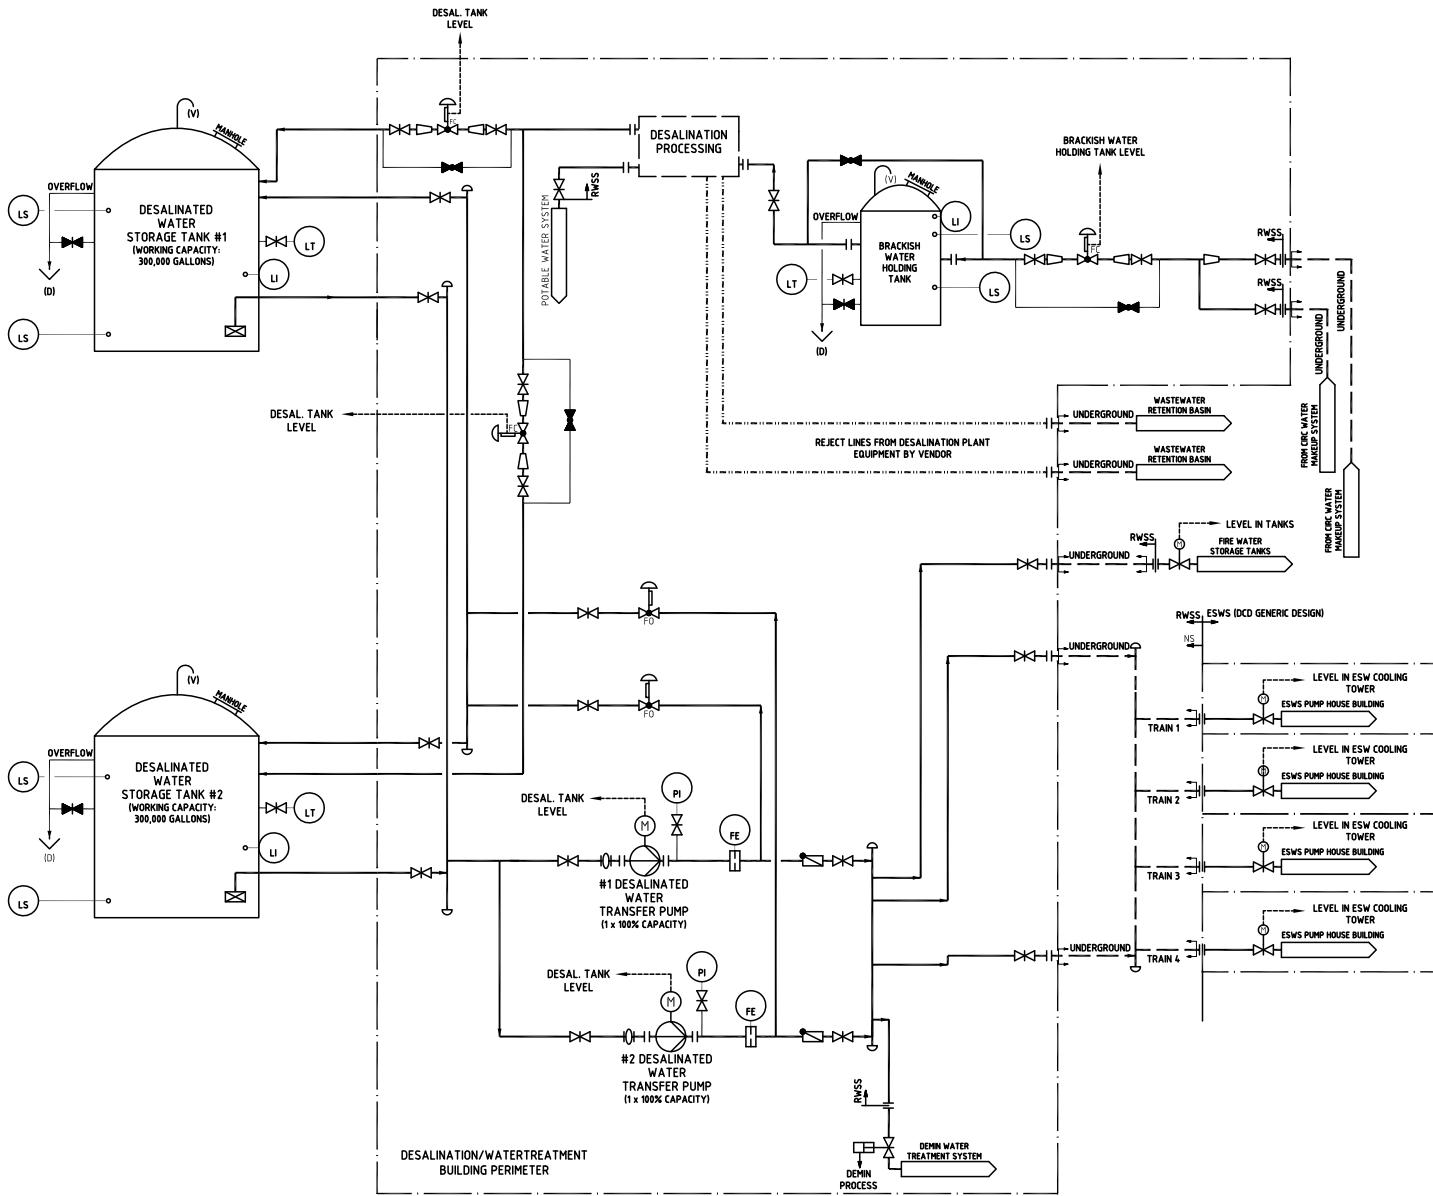 DESAL. TANK
LEVEL
(V)
MANHOLE
FC
OVERFLOW
LS
DESALINATED
WATER
STORAGE TANK #1
(WORKING CAPACITY:
300,000 GALLONS)
LT
LI
(D)
LS
DESALINATION
PROCESSING
POTABLE WATER SYSTEM
RWSS
BRACKISH WATER
HOLDING TANK LEVEL
(V)
MANHOLE
OVERFLOW
LI
LS
FC
BRACKISH
WATER
HOLDING
TANK
LT
LS
(D)
RWSS
RWSS
UNDERGROUND
UNDERGROUND
FROM CIRC WATER
MAKEUP SYSTEM
FROM CIRC WATER
MAKEUP SYSTEM
DESAL. TANK
LEVEL
FC
UNDERGROUND
WASTEWATER
RETENTION BASIN
REJECT LINES FROM DESALINATION PLANT
EQUIPMENT BY VENDOR
UNDERGROUND
WASTEWATER
RETENTION BASIN
LEVEL IN TANKS
RWSS
M
FIRE WATER
STORAGE TANKS
UNDERGROUND
FO
FO
RWSS
ESWS (DCD GENERIC DESIGN)
NS
UNDERGROUND
LEVEL IN ESW COOLING
TOWER
M
ESWS PUMP HOUSE BUILDING
TRAIN 1
LEVEL IN ESW COOLING
TOWER
M
ESWS PUMP HOUSE BUILDING
TRAIN 2
LEVEL IN ESW COOLING
TOWER
M
ESWS PUMP HOUSE BUILDING
TRAIN 3
LEVEL IN ESW COOLING
TOWER
M
ESWS PUMP HOUSE BUILDING
TRAIN 4
UNDERGROUND
(V)
MANHOLE
OVERFLOW
LS
DESALINATED
WATER
STORAGE TANK #2
(WORKING CAPACITY:
300,000 GALLONS)
LT
LI
(D)
LS
DESAL. TANK
LEVEL
M
PI
FE
#1 DESALINATED
WATER
TRANSFER PUMP
(1 x 100% CAPACITY)
DESAL. TANK
LEVEL
M
PI
FE
#2 DESALINATED
WATER
TRANSFER PUMP
(1 x 100% CAPACITY)
RWSS
DEMIN
PROCESS
DEMIN WATER
TREATMENT SYSTEM
DESALINATION/WATERTREATMENT
BUILDING PERIMETER